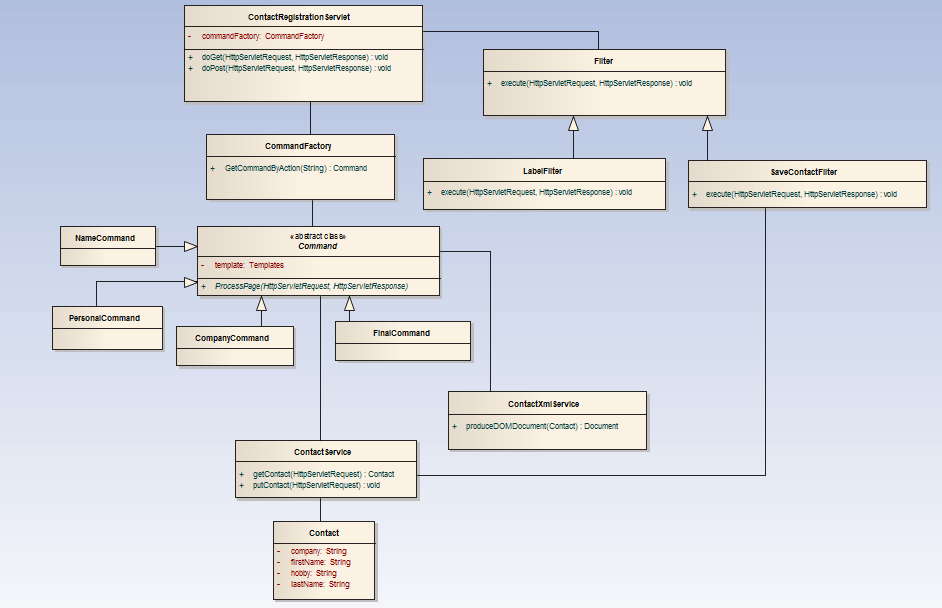 ContactRegistrationServlet
- commandFactory: CommandFactory
+ doGet(HttpServletRequest, HttpServletResponse) : void
+ doPost(HttpServletRequest, HttpServletResponse) : void
Filter
+ execute(HttpServletRequest, HttpServletResponse) : void
CommandFactory
+ GetCommandByAction(String) : Command
LabelFilter
+ execute(HttpServletRequest, HttpServletResponse) : void
SaveContactFilter
+ execute(HttpServletRequest, HttpServletResponse) : void
NameCommand
«abstract class»
Command
- template: Templates
+ ProcessPage(HttpServletRequest, HttpServletResponse)
PersonalCommand
CompanyCommand
FinalCommand
ContactXmlService
+ produceDOMDocument(Contact) : Document
ContactService
+ getContact(HttpServletRequest) : Contact
+ putContact(HttpServletRequest) : void
Contact
- company: String
- firstName: String
- hobby: String
- lastName: String